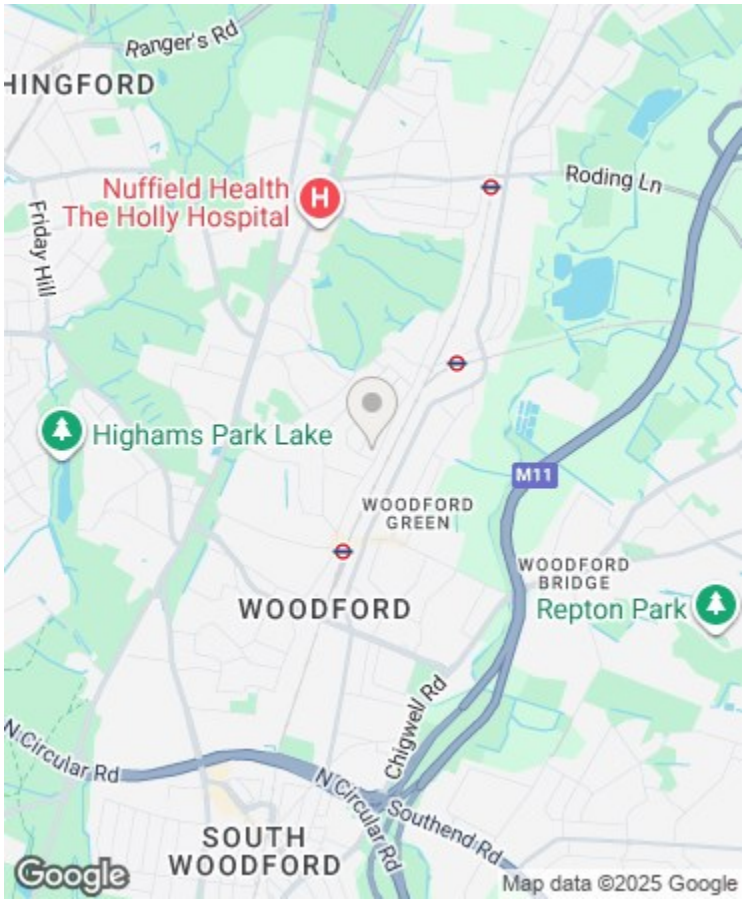 Ranger's Rd
HINGFORD
Nuffield Health
The Holly Hospital
H
Roding Ln
Friday Hill
Highams Park Lake
M11
WOODFORD
GREEN
WOODFORD
BRIDGE
WOODFORD
Repton Park
Chigwell Rd
N Circular Rd
N Circular Rd
Southend Rd
SOUTH
WOODFORD
Google
Map data ©2025 Google